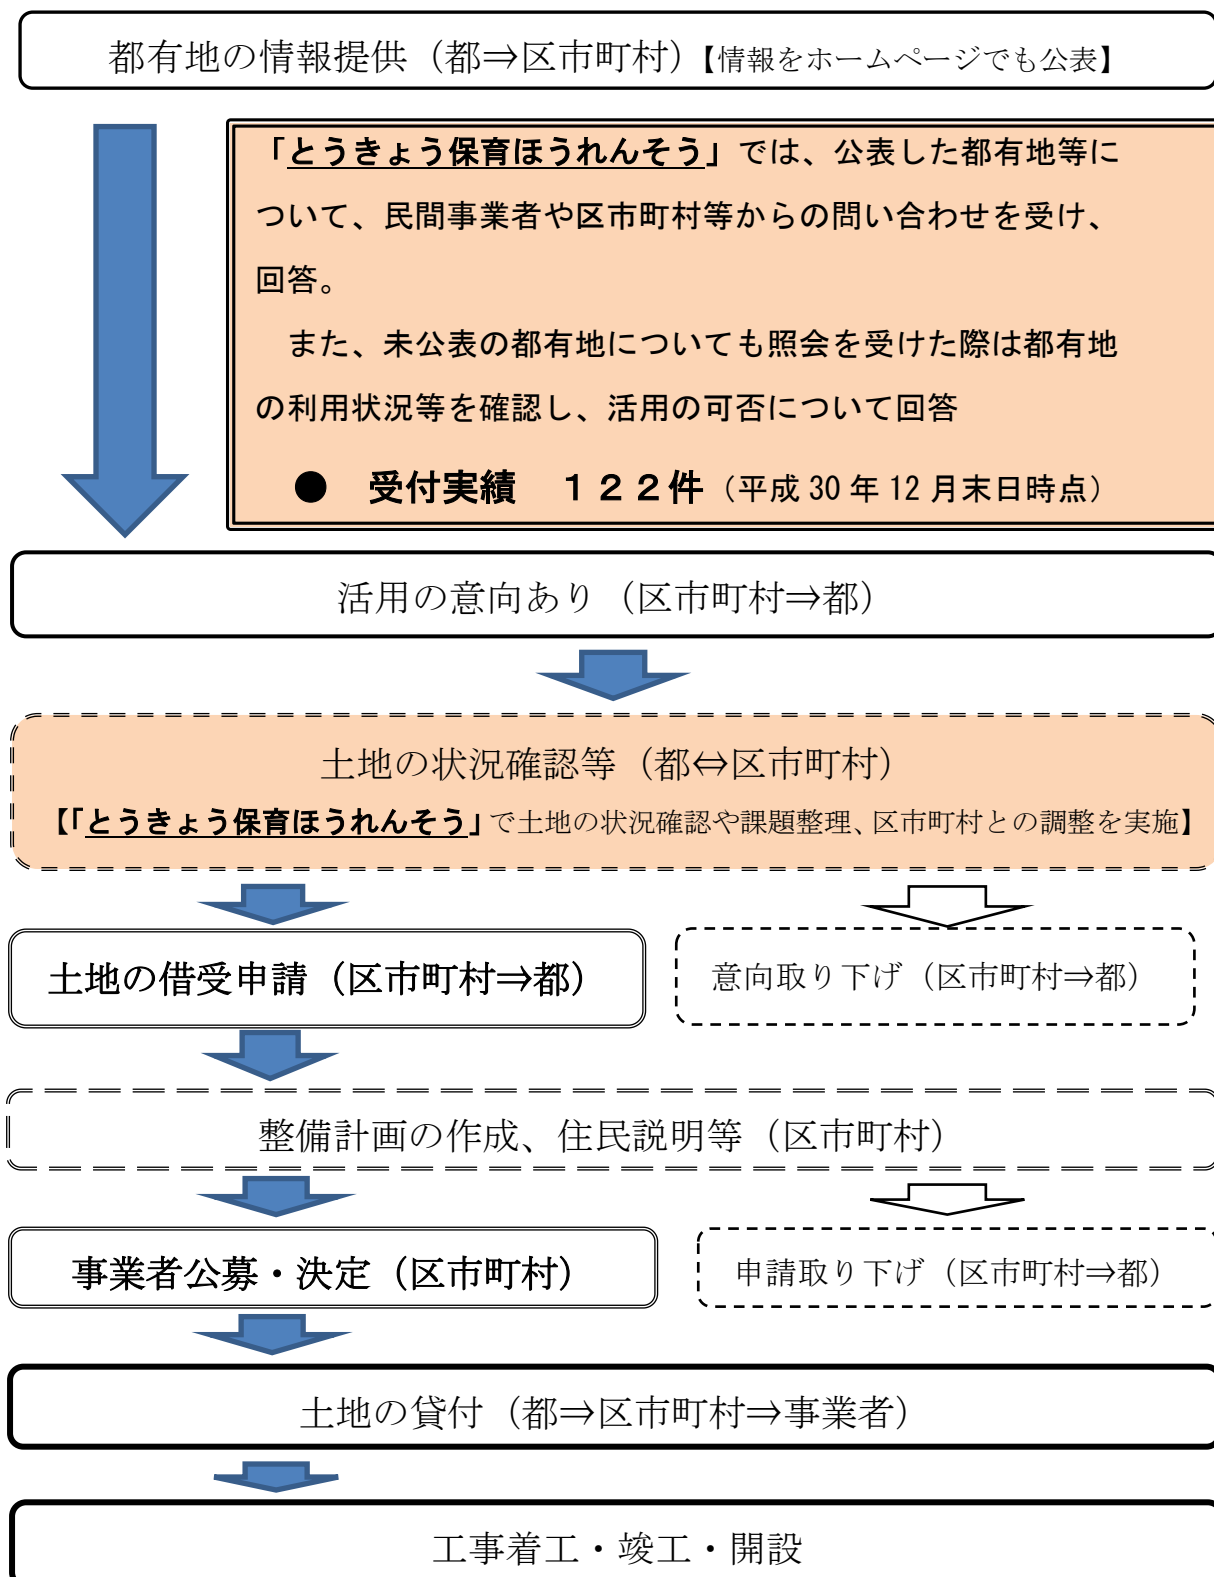 都有地の情報提供（都⇒区市町村）【情報をホームページでも公表】
「とうきょう保育ほうれんそう」では、公表した都有地等に
ついて、民間事業者や区市町村等からの問い合わせを受け、
回答。
また、未公表の都有地についても照会を受けた際は都有地
の利用状況等を確認し、活用の可否について回答
● 受付実績 １２２件（平成 30 年 12 月末日時点）
活用の意向あり（区市町村⇒都）
土地の状況確認等（都⇔区市町村）
【「とうきょう保育ほうれんそう」で土地の状況確認や課題整理、区市町村との調整を実施】
土地の借受申請（区市町村⇒都）
意向取り下げ（区市町村⇒都）
整備計画の作成、住民説明等（区市町村）
事業者公募・決定（区市町村）
申請取り下げ（区市町村⇒都）
土地の貸付（都⇒区市町村⇒事業者）
工事着工・竣工・開設